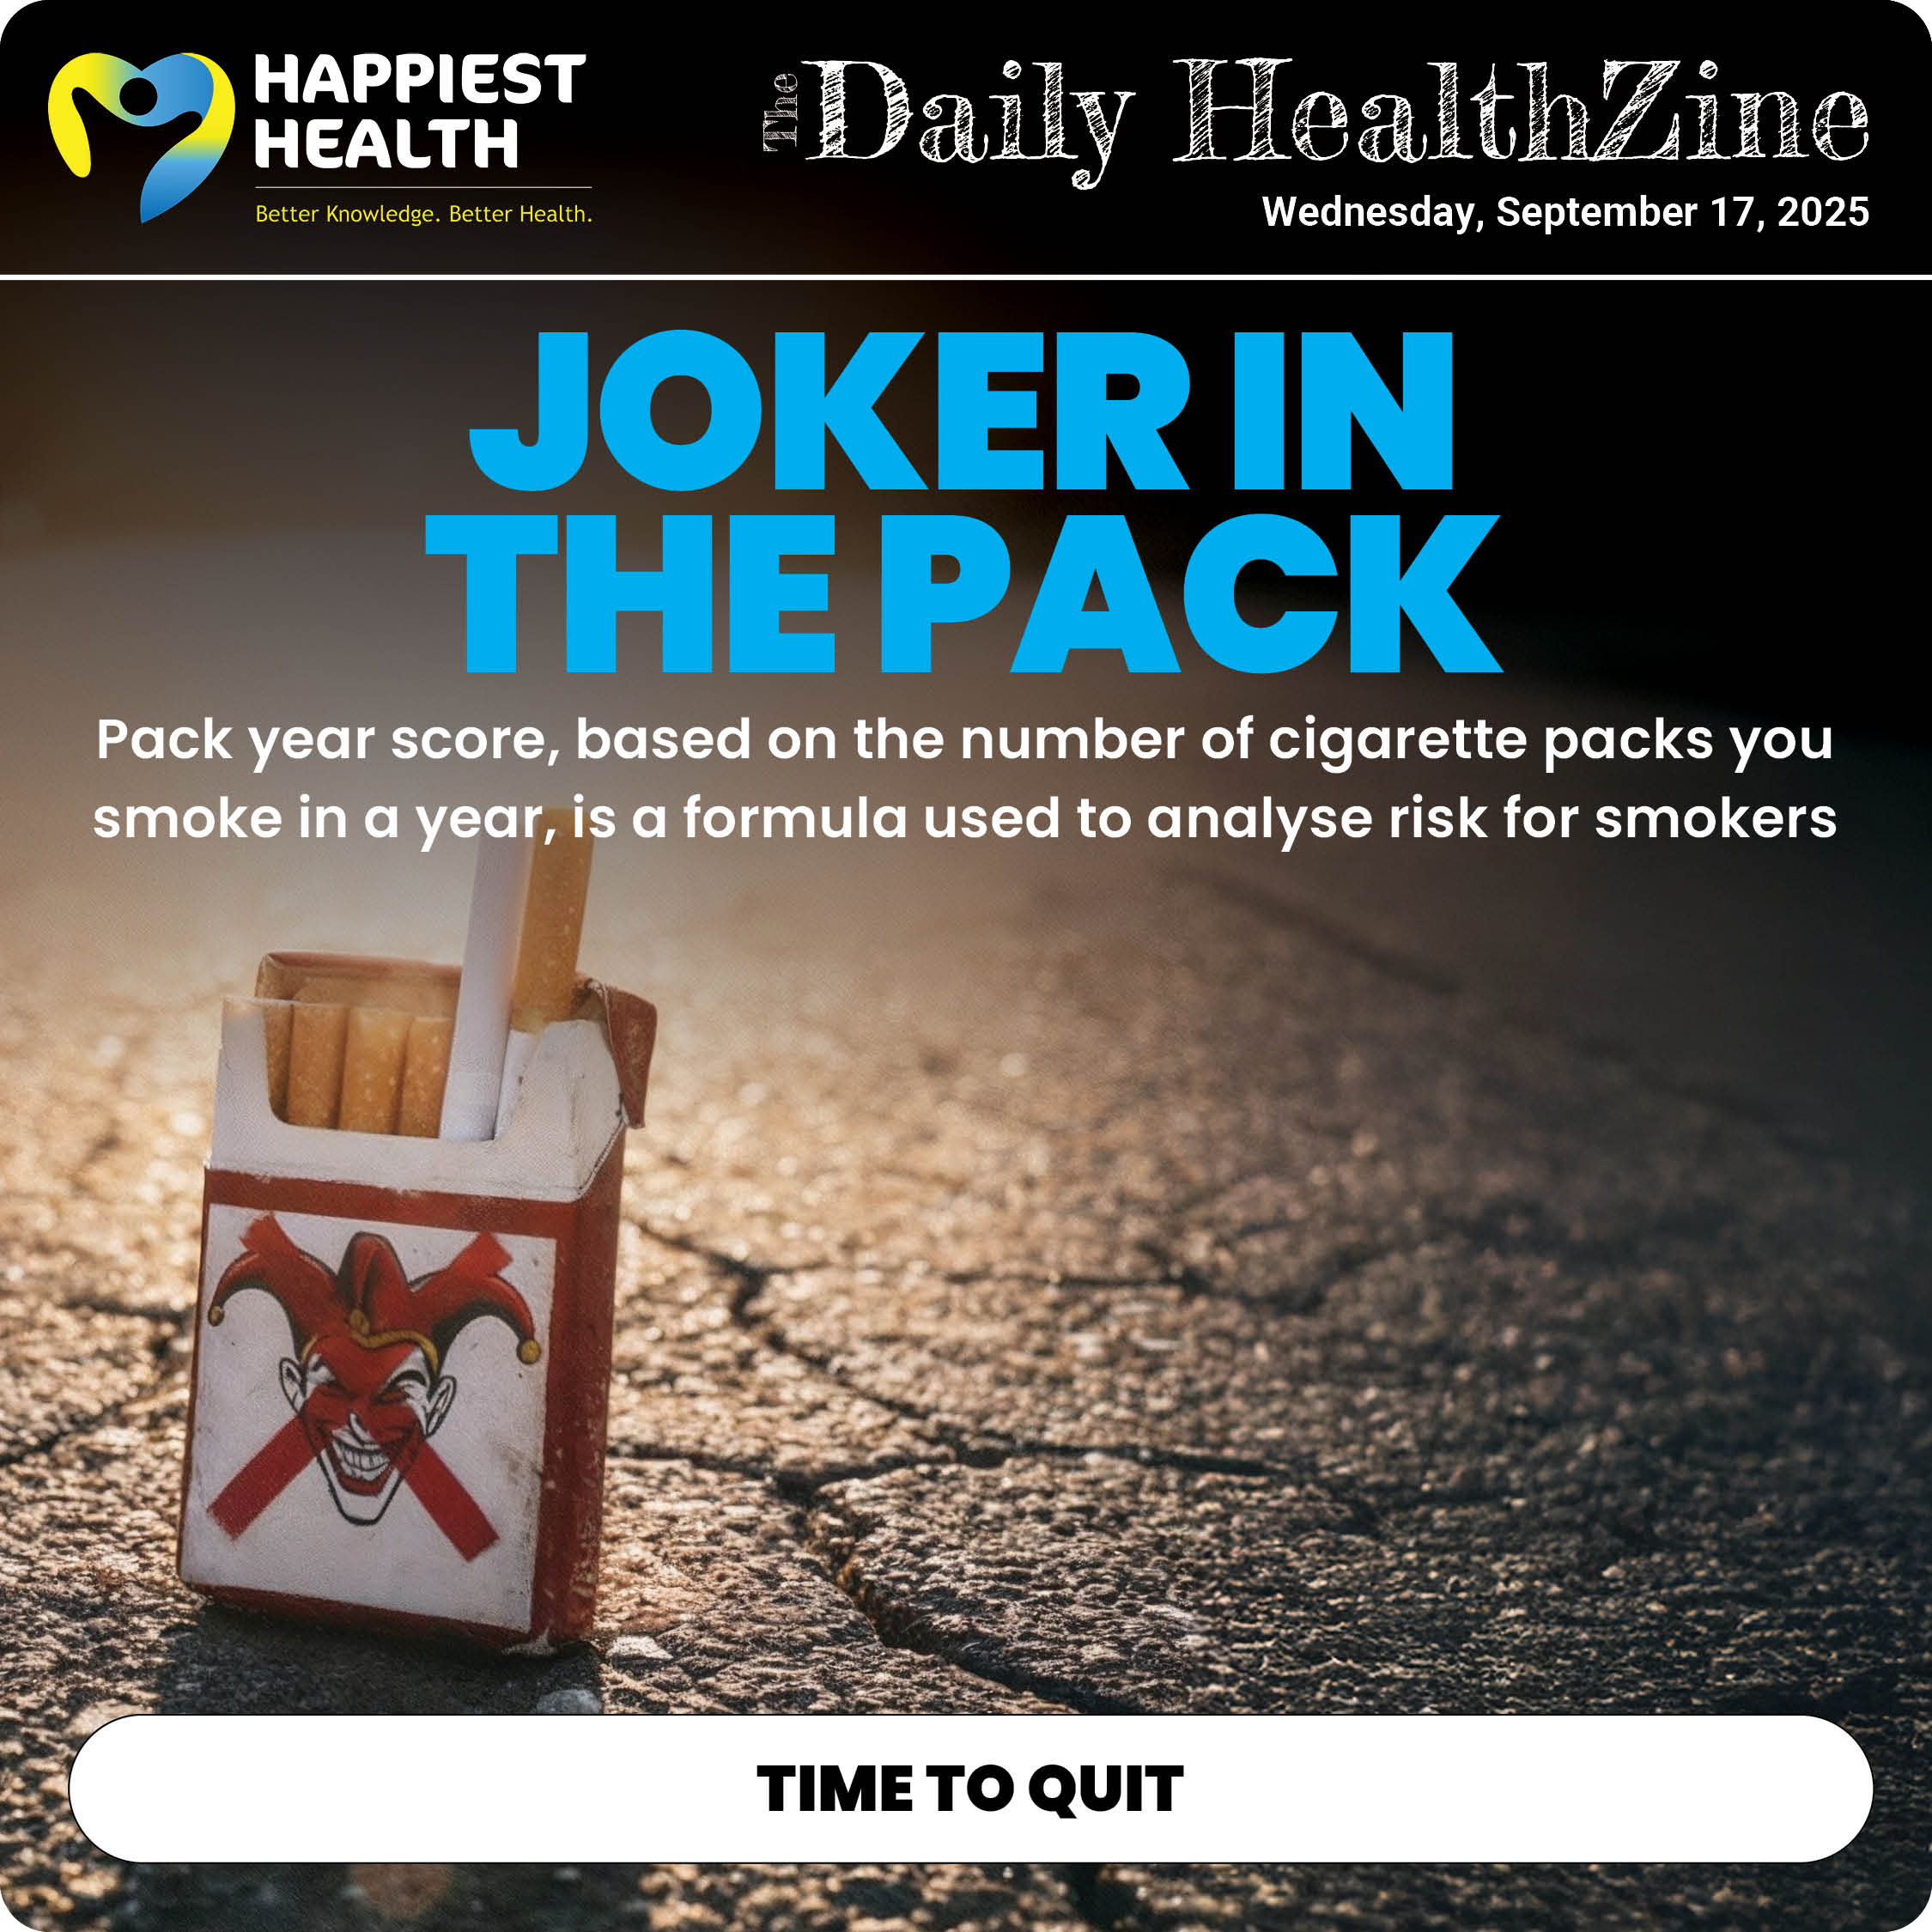 HAPPIEST
HEALTH
Better Knowledge. Better Health.
The Daily HealthZine
Wednesday, September 17, 2025
JOKER IN
THE PACK
Pack year score, based on the number of cigarette packs you
smoke in a year, is a formula used to analyse risk for smokers
TIME TO QUIT